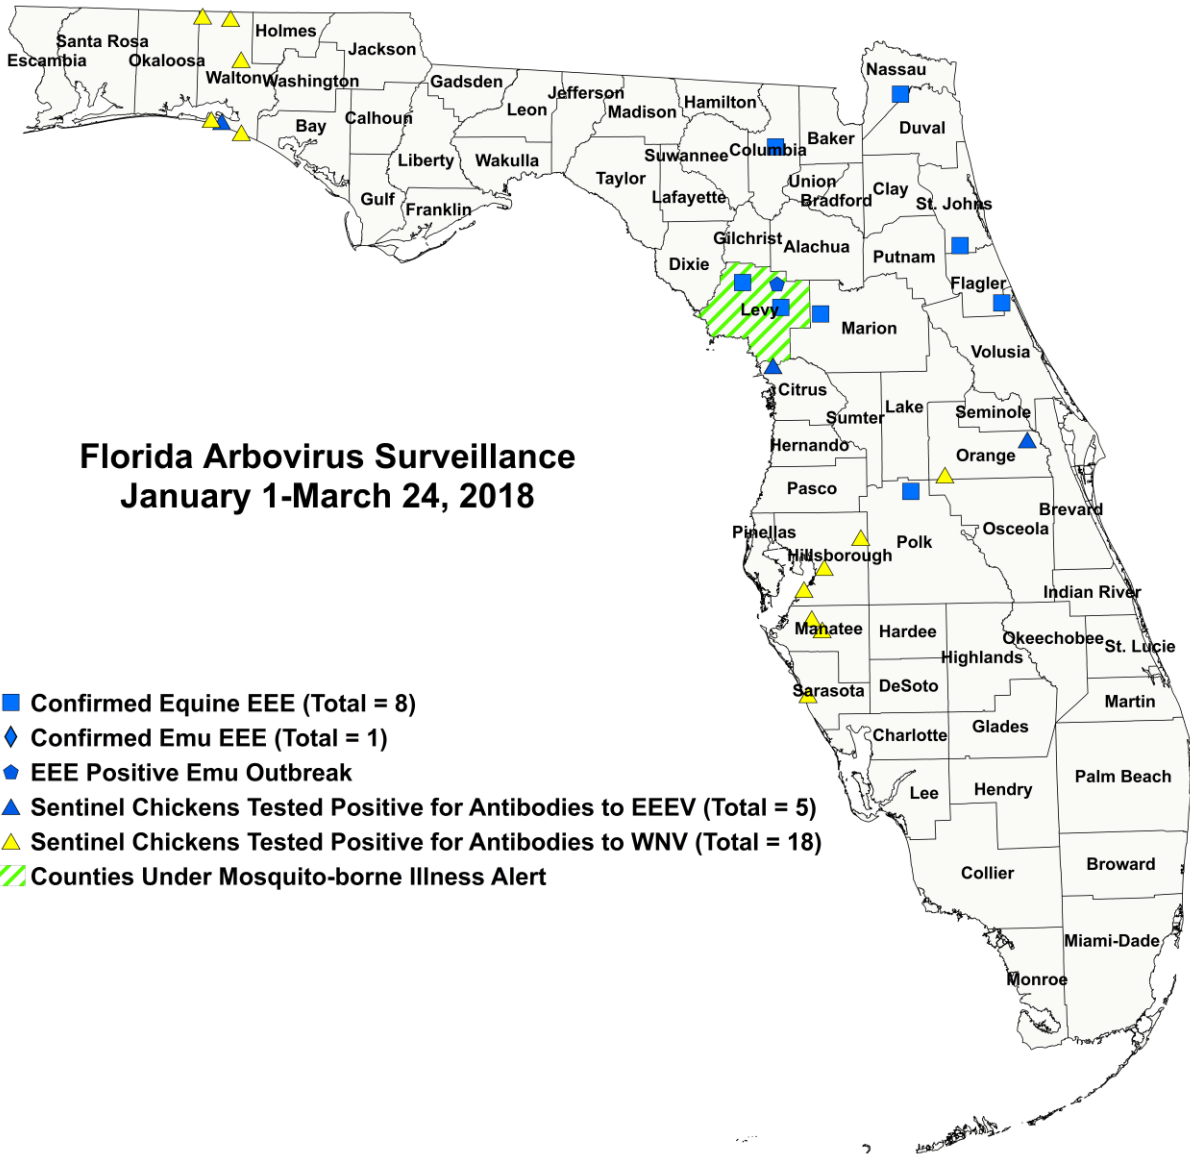 Nassau
Holmes
Santa Rosa
Jackson
Escambia
Okaloosa
Walton
Washington
Gadsden
Jefferson
Leon
Madison
Hamilton
Calhoun
Bay
Duval
Baker
Columbia
Suwannee
Liberty
Wakulla
Taylor
Union
Clay
Lafayette
Bradford
St. Johns
Gulf
Franklin
Gilchrist
Alachua
Putnam
Dixie
Flagler
Levy
Marion
Volusia
Citrus
Lake
Sumter
Seminole
Hernando
Orange
Florida Arbovirus Surveillance
January 1-March 24, 2018
Pasco
Brevard
Osceola
Pinellas
Polk
Hillsborough
Indian River
Manatee
Hardee
Okeechobee
St. Lucie
Highlands
Sarasota
DeSoto
Martin
Glades
Charlotte
Palm Beach
Hendry
Lee
Broward
Collier
Miami-Dade
Monroe
Confirmed Equine EEE (Total = 8)
Confirmed Emu EEE (Total = 1)
EEE Positive Emu Outbreak
Sentinel Chickens Tested Positive for Antibodies to EEEV (Total = 5)
Sentinel Chickens Tested Positive for Antibodies to WNV (Total = 18)
Counties Under Mosquito-borne Illness Alert